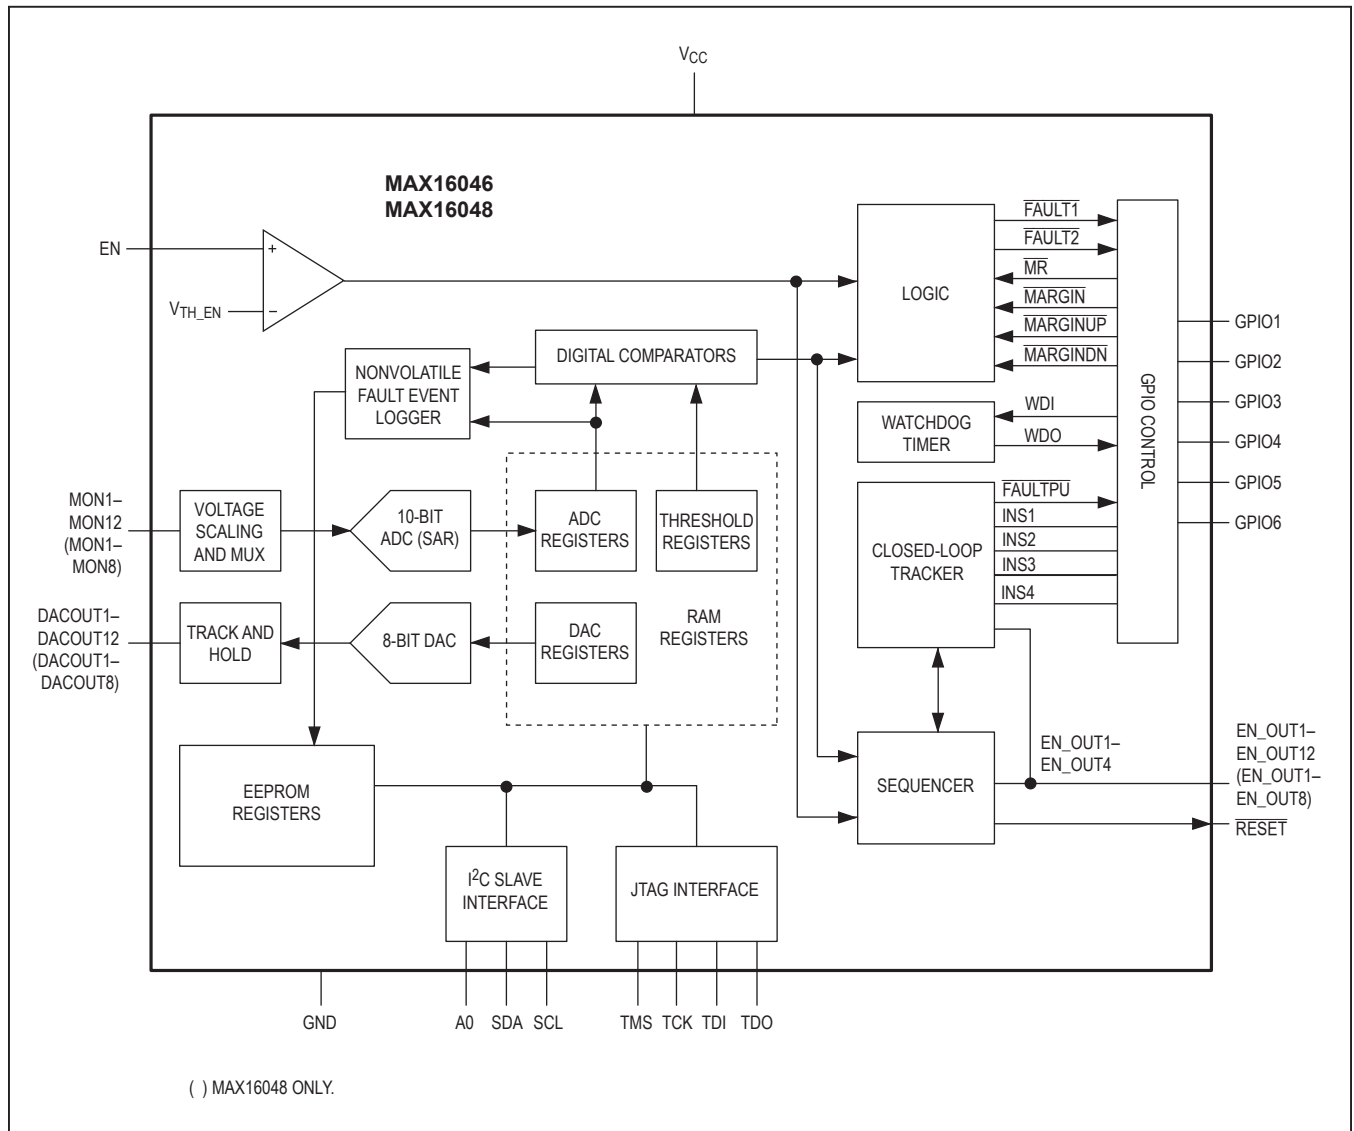 VCC
MAX16046
MAX16048
EN
+
VTH_EN
−
LOGIC
FAULT1
FAULT2
MR
MARGIN
MARGINUP
MARGINDN
GPIO CONTROL
GPIO1
GPIO2
GPIO3
GPIO4
GPIO5
GPIO6
DIGITAL COMPARATORS
NONVOLATILE
FAULT EVENT
LOGGER
WATCHDOG
TIMER
WDI
WDO
MON1–
MON12
(MON1–
MON8)
VOLTAGE
SCALING
AND MUX
10-BIT
ADC (SAR)
ADC
REGISTERS
THRESHOLD
REGISTERS
CLOSED-LOOP
TRACKER
FAULTPU
INS1
INS2
INS3
INS4
DACOUT1–
DACOUT12
(DACOUT1–
DACOUT8)
TRACK AND
HOLD
8-BIT DAC
DAC
REGISTERS
RAM
REGISTERS
EEPROM
REGISTERS
SEQUENCER
EN_OUT1–
EN_OUT4
EN_OUT1–
EN_OUT12
(EN_OUT1–
EN_OUT8)
RESET
I2C SLAVE
INTERFACE
JTAG INTERFACE
GND
A0
SDA
SCL
TMS
TCK
TDI
TDO
( ) MAX16048 ONLY.